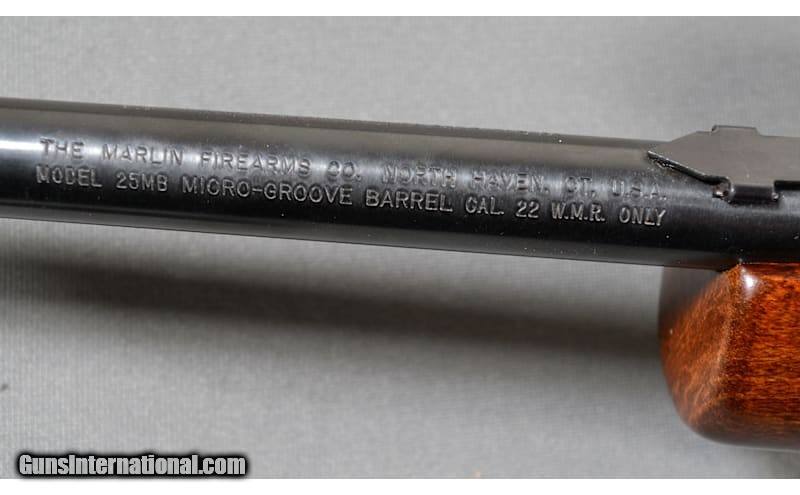 THE MARLIN FIREARMS CO. NORTH HAVEN, CT. U.S.A.
MODEL 25MB MICRO-GROOVE BARREL CAL. 22 W.M.R. ONLY
GunsInternational.com